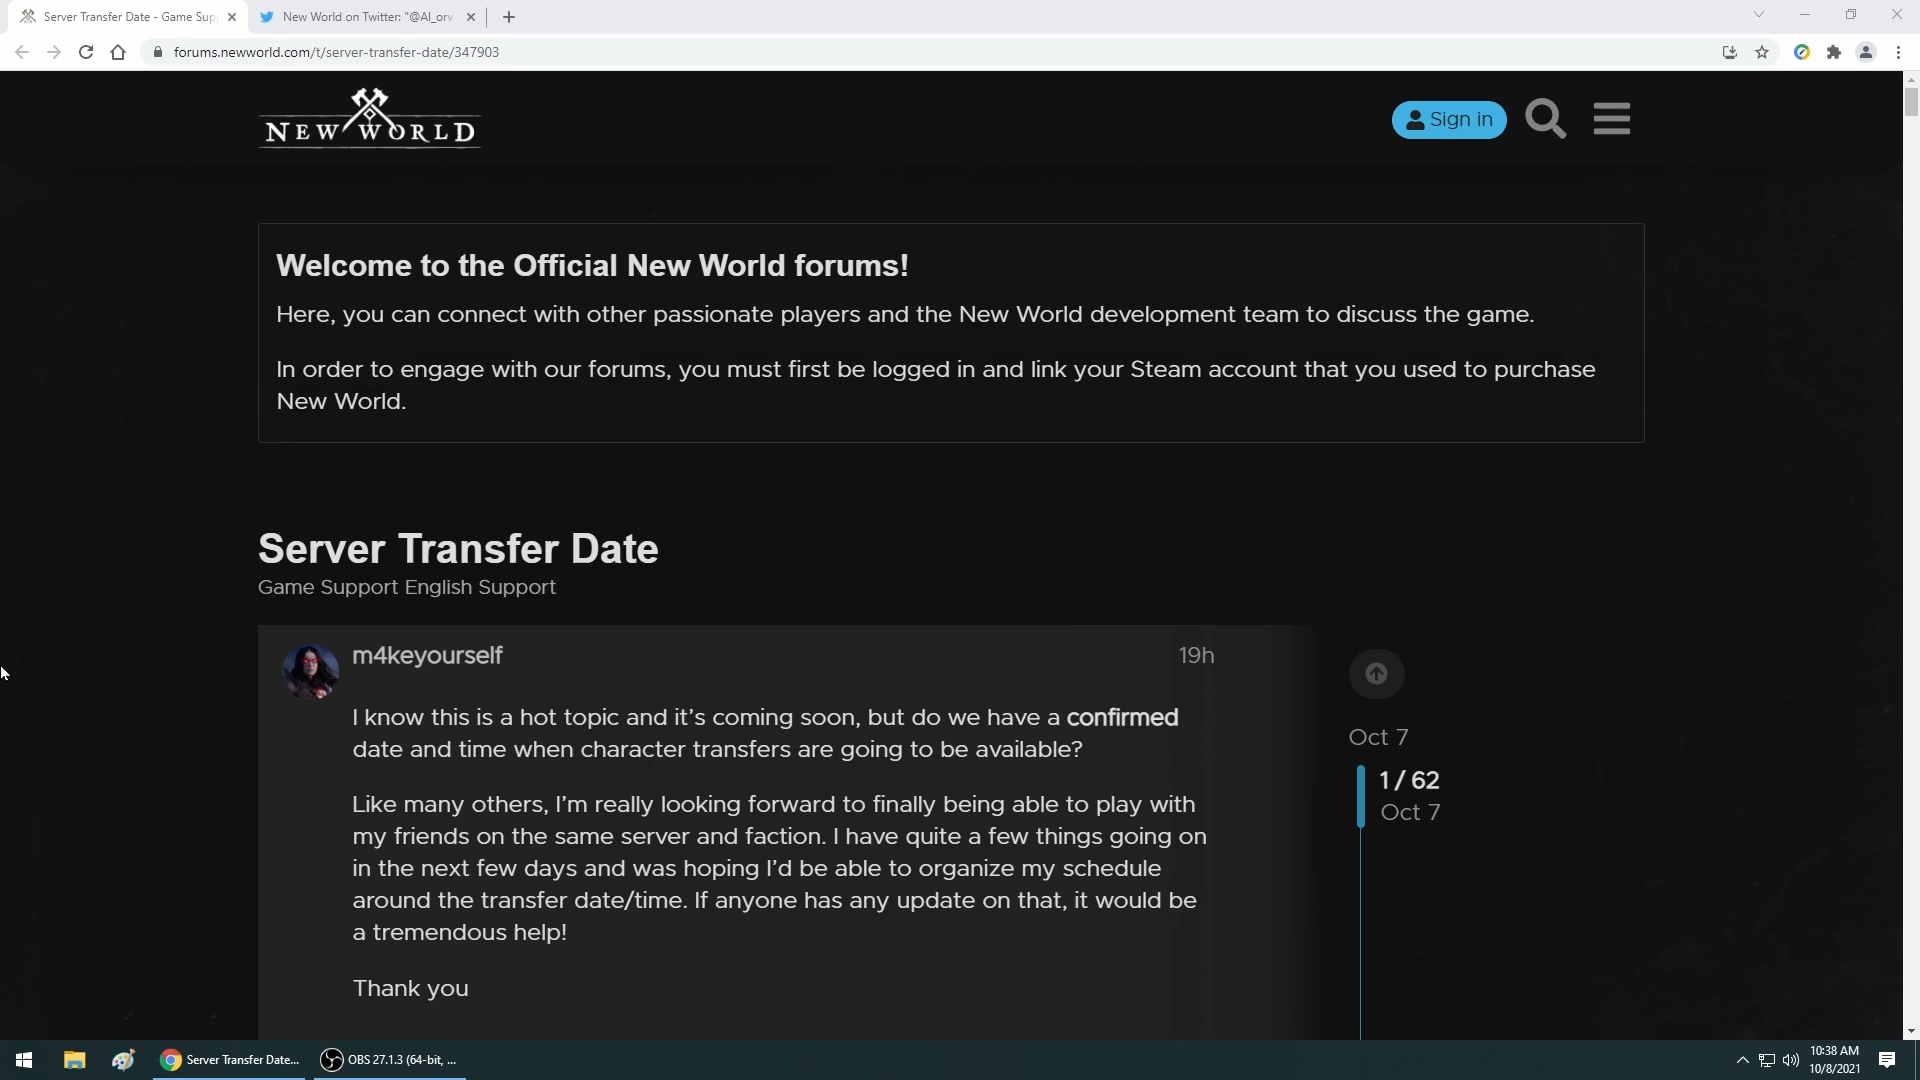 Server Transfer Date - Game Sup
New World on Twitter: "@AI_orv
forums.newworld.com/t/server-transfer-date/347903
NEW WORLD
Sign in
Welcome to the Official New World forums!
Here, you can connect with other passionate players and the New World development team to discuss the game.
In order to engage with our forums, you must first be logged in and link your Steam account that you used to purchase
New World.
Server Transfer Date
Game Support English Support
m4keyourself
19h
I know this is a hot topic and it's coming soon, but do we have a confirmed
date and time when character transfers are going to be available?
Like many others, I'm really looking forward to finally being able to play with
my friends on the same server and faction. I have quite a few things going on
in the next few days and was hoping I'd be able to organize my schedule
around the transfer date/time. If anyone has any update on that, it would be
a tremendous help!
Thank you
Oct 7
1 / 62
Oct 7
Server Transfer Date...
OBS 27.1.3 (64-bit, ...
10:38 AM
10/8/2021